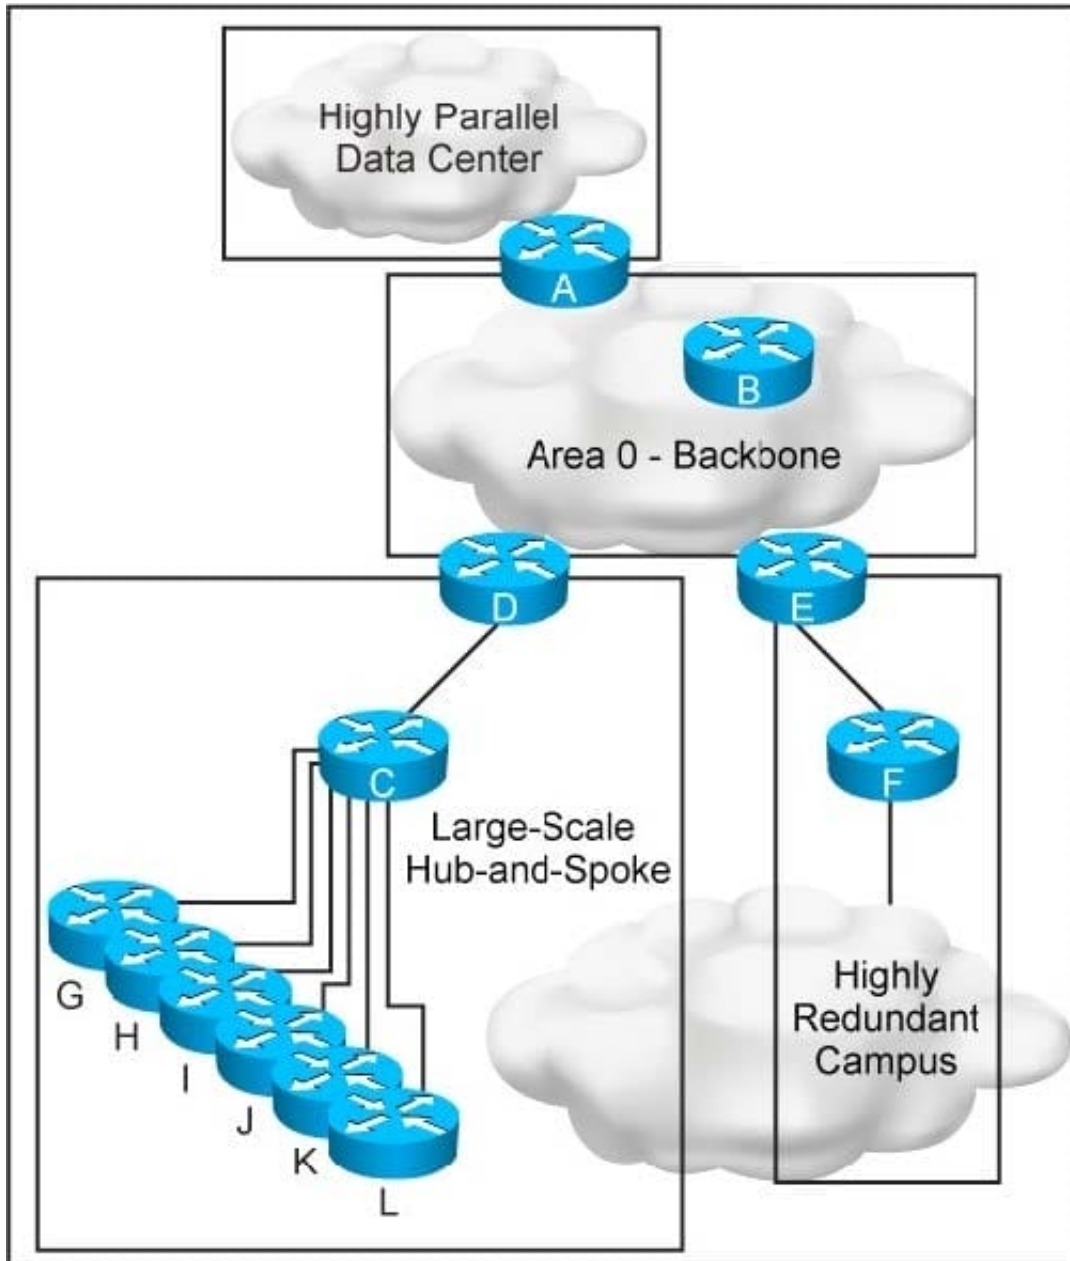 Highly Parallel
Data Center
A
B
Area 0 - Backbone
D
E
C
F
Large-Scale
Hub-and-Spoke
G
H
I
J
K
L
Highly
Redundant
Campus